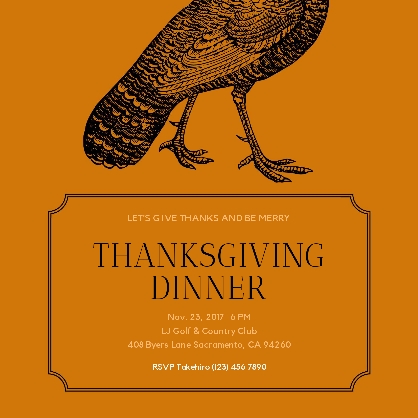 LET'S GIVE THANKS AND BE MERRY
THANKSGIVING
DINNER
Nov. 23, 2017 6 PM
LJ Golf & Country Club
408 Byers Lane Sacramento, CA 94260
RSVP Takehiro (123) 456 7890